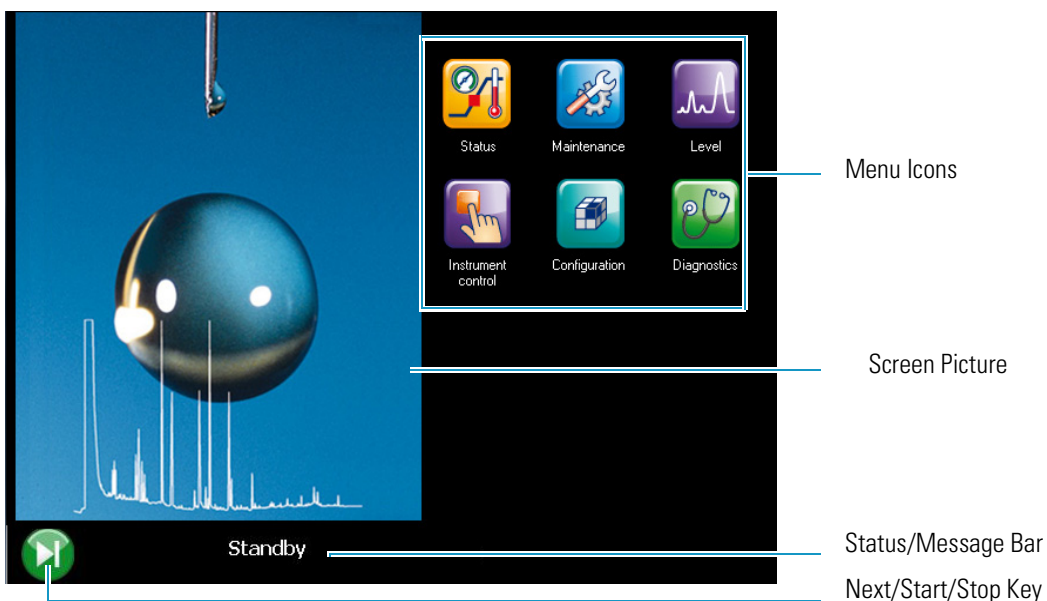 Status
Maintenance
Level
Instrument
control
Configuration
Diagnostics
Menu Icons
Screen Picture
Standby
Status/Message Bar
Next/Start/Stop Key